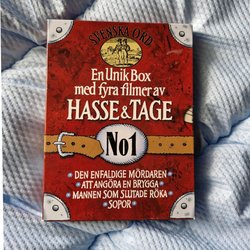 SVENSKA ORD
En Unik Box
med fyra filmer av
HASSE & TAGE
No1
DEN ENFALDIGE MÖRDAREN
ATT ANGÖRA EN BRYGGA
MANNEN SOM SLUTADE RÖKA
SOPOR